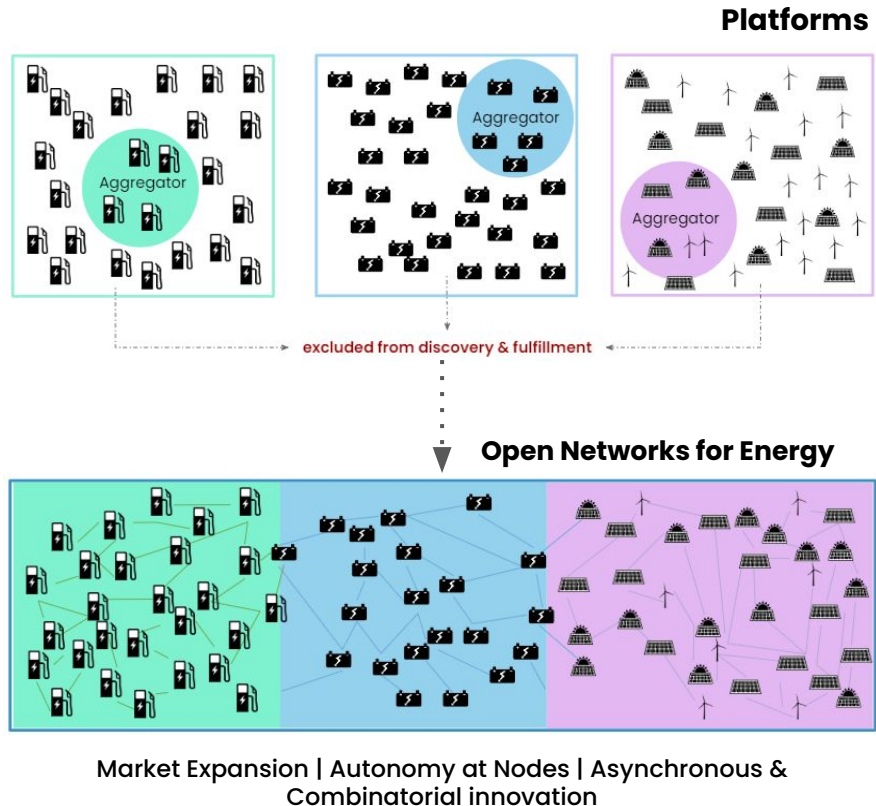 Platforms
Aggregator
Aggregator
Aggregator
excluded from discovery & fulfillment
Open Networks for Energy
Market Expansion | Autonomy at Nodes | Asynchronous &
Combinatorial innovation